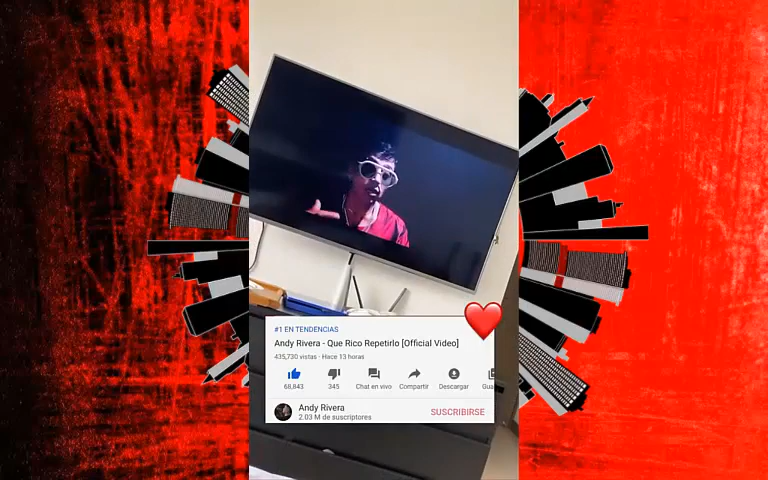 #1 EN TENDENCIAS
Andy Rivera - Que Rico Repetirlo [Official Video]
435,730 vistas · Hace 13 horas
68,843 345 Chat en vivo Compartir Descargar
Andy Rivera
2.03 M de suscriptores
SUSCRIBIRSE